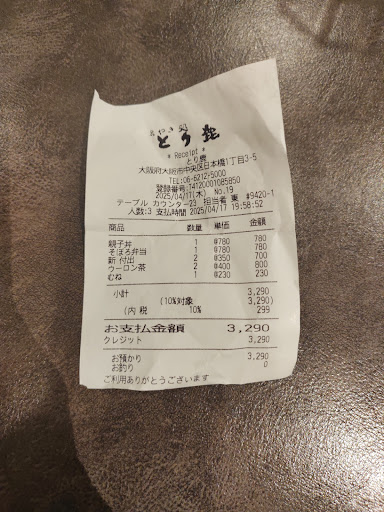 やき処
とり鹿
* Receipt *
とり鹿
大阪府大阪市中央区日本橋1丁目3-5
TEL:06-6212-5000
登録番号:T4120001085850
2025/04/17(木) No.19
テーブル カウンター23 担当者 東 #9420-1
人数:3 支払時間 2025/04/17 19:58:52
商品 数量 単価 金額
親子丼 1 @780 780
そぼろ弁当 1 @780 780
新 付出 2 @350 700
ウーロン茶 2 @400 800
むね 1 @230 230
小計 3,290
(10%対象 3,290)
(内 税 10% 299
お支払金額 3,290
クレジット 3,290
お預かり 3,290
お釣り 0
ご利用ありがとうございます